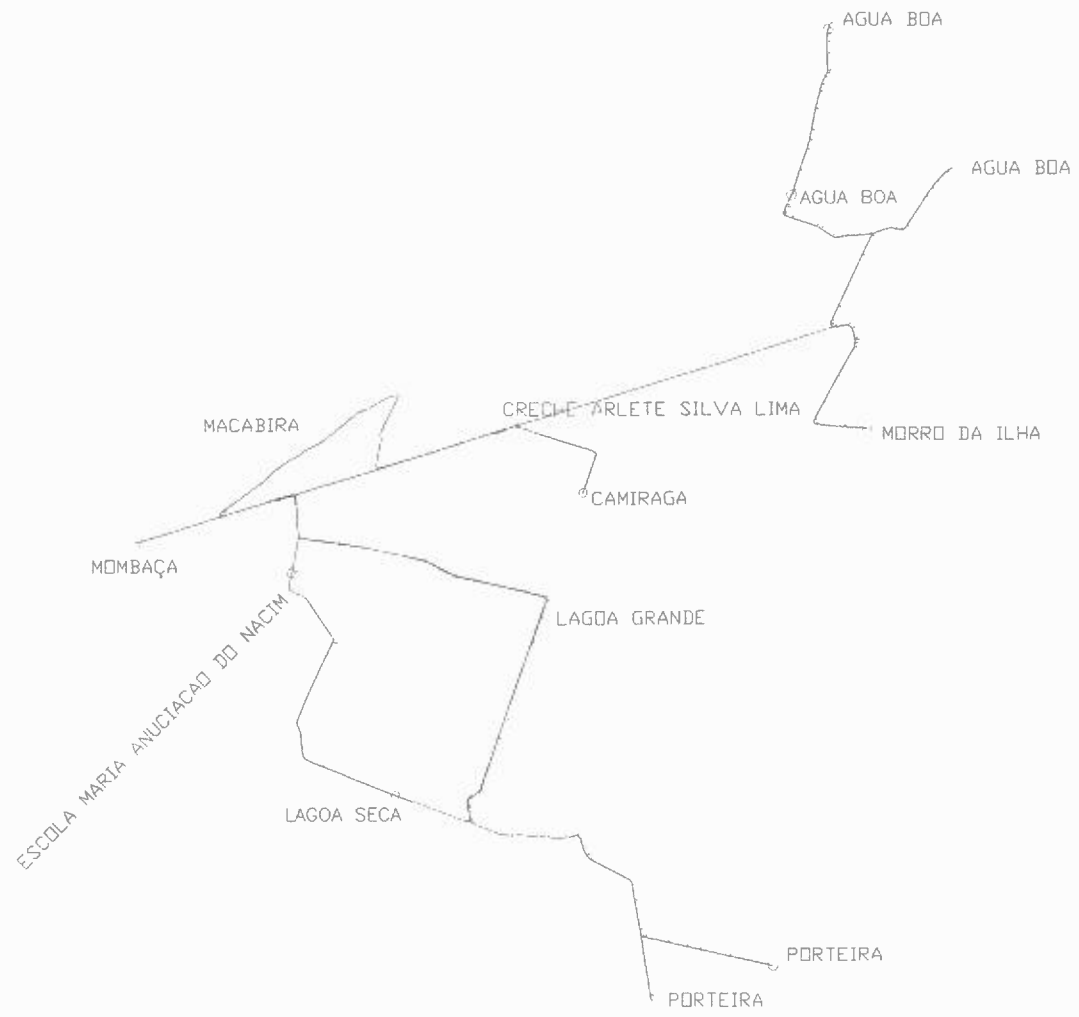 AGUA BOA
AGUA BOA
AGUA BOA
CRECHE ARLETE SILVA LIMA
MACABIRA
MORRO DA ILHA
CAMIRAGA
MOMBAÇA
LAGOA GRANDE
ESCOLA MARIA ANUCIACAO DO NACIM
LAGOA SECA
PORTEIRA
PORTEIRA